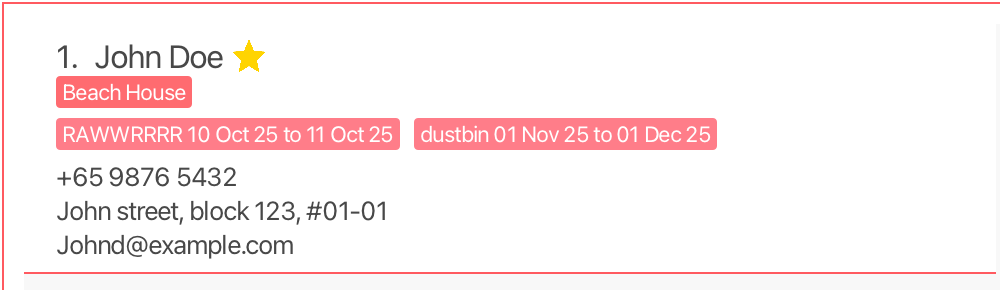 1. John Doe
Beach House
RAWWRRRR 10 Oct 25 to 11 Oct 25 dustbin 01 Nov 25 to 01 Dec 25
+65 9876 5432
John street, block 123, #01-01
Johnd@example.com